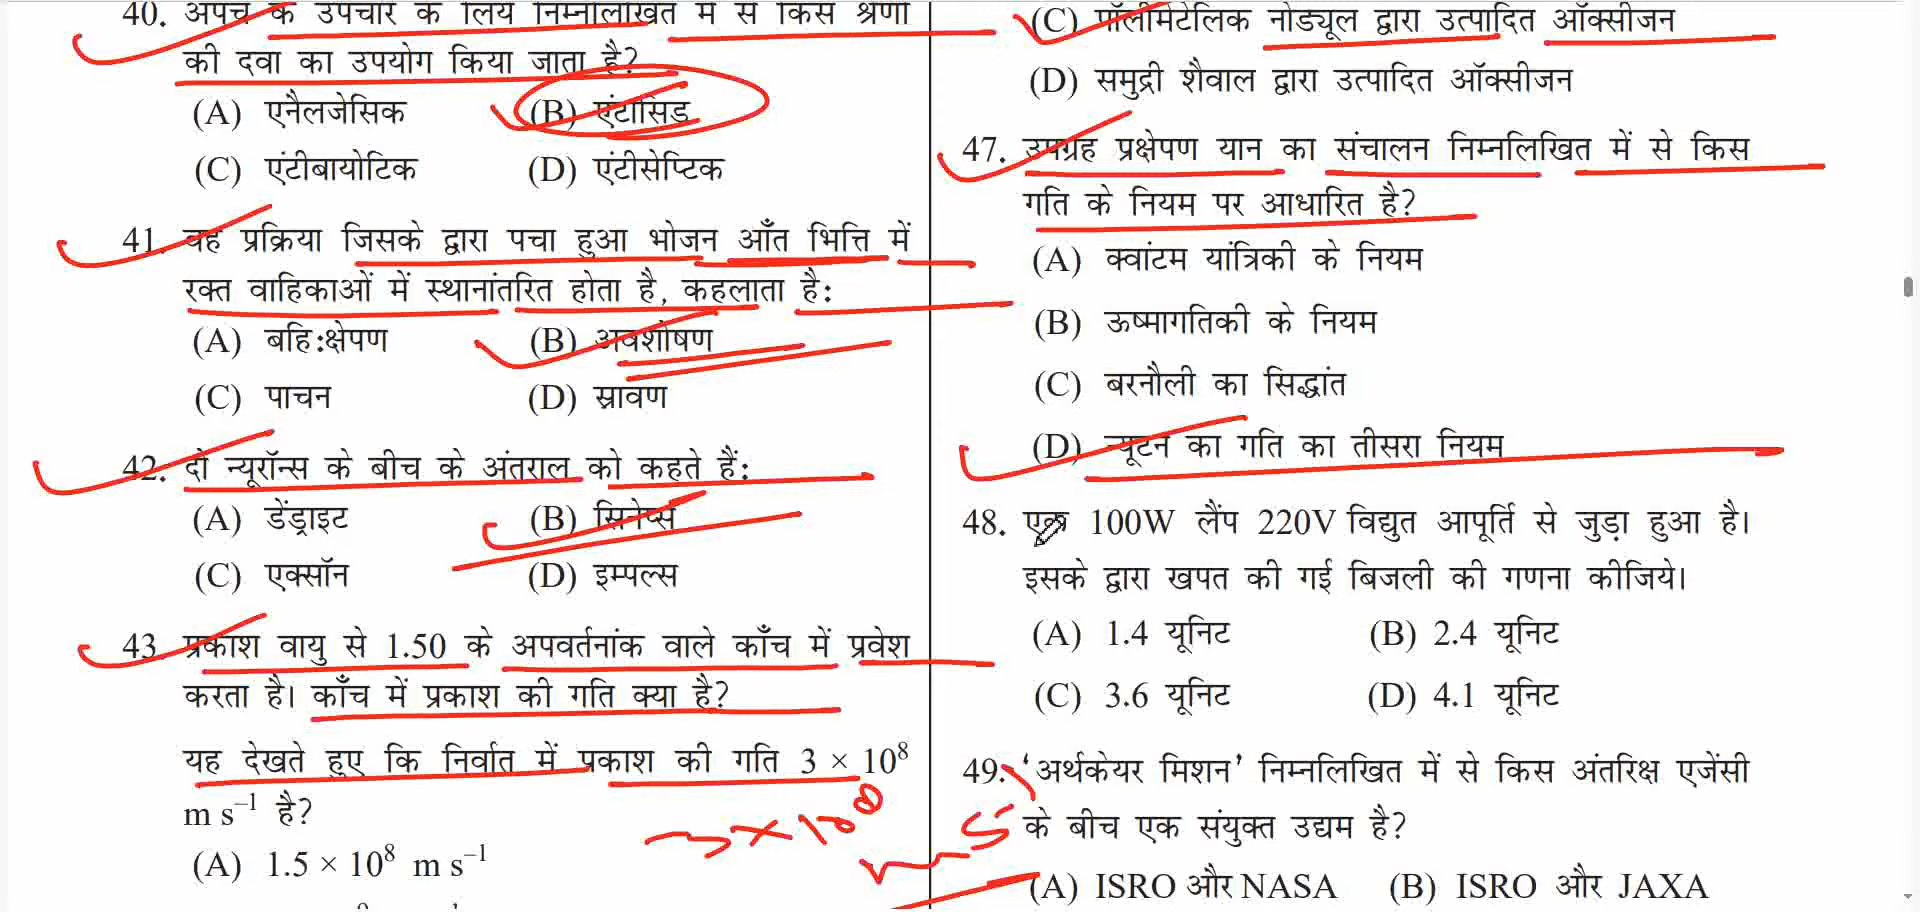 40. अपच के उपचार के लिये निम्नलिखित में से किस श्रेणी
की दवा का उपयोग किया जाता है?
(A) एनैलजेसिक (B) एंटासिड
(C) एंटीबायोटिक (D) एंटीसेप्टिक
41. वह प्रक्रिया जिसके द्वारा पचा हुआ भोजन आँत भित्ति में
रक्त वाहिकाओं में स्थानांतरित होता है, कहलाता है:
(A) बहि:क्षेपण (B) अवशोषण
(C) पाचन (D) स्रावण
42. दो न्यूरॉन्स के बीच के अंतराल को कहते हैं:
(A) डेंड्राइट (B) सिनेप्स
(C) एक्सॉन (D) इम्पल्स
43. प्रकाश वायु से 1.50 के अपवर्तनांक वाले काँच में प्रवेश
करता है। काँच में प्रकाश की गति क्या है?
यह देखते हुए कि निर्वात में प्रकाश की गति 3 × 10⁸
m s⁻¹ है?
3 × 10⁸
(A) 1.5 × 10⁸ m s⁻¹
(C) पॉलीमेटेलिक नोड्यूल द्वारा उत्पादित ऑक्सीजन
(D) समुद्री शैवाल द्वारा उत्पादित ऑक्सीजन
47. उपग्रह प्रक्षेपण यान का संचालन निम्नलिखित में से किस
गति के नियम पर आधारित है?
(A) क्वांटम यांत्रिकी के नियम
(B) ऊष्मागतिकी के नियम
(C) बरनौली का सिद्धांत
(D) न्यूटन का गति का तीसरा नियम
48. एक 100W लैंप 220V विद्युत आपूर्ति से जुड़ा हुआ है।
इसके द्वारा खपत की गई बिजली की गणना कीजिये।
(A) 1.4 यूनिट (B) 2.4 यूनिट
(C) 3.6 यूनिट (D) 4.1 यूनिट
49. ‘अर्थकेयर मिशन’ निम्नलिखित में से किस अंतरिक्ष एजेंसी
के बीच एक संयुक्त उद्यम है?
(A) ISRO और NASA (B) ISRO और JAXA